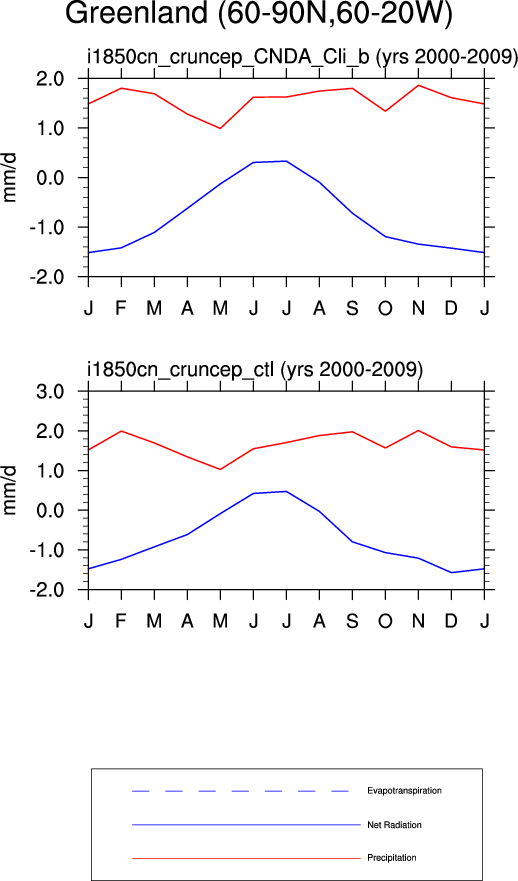 Greenland (60-90N,60-20W)
i1850cn_cruncep_CNDA_Cli_b (yrs 2000-2009)
2.0
1.0
0.0
-1.0
-2.0
mm/d
J F M A M J J A S O N D J
i1850cn_cruncep_ctl (yrs 2000-2009)
3.0
2.0
1.0
0.0
-1.0
-2.0
mm/d
J F M A M J J A S O N D J
Evapotranspiration
Net Radiation
Precipitation